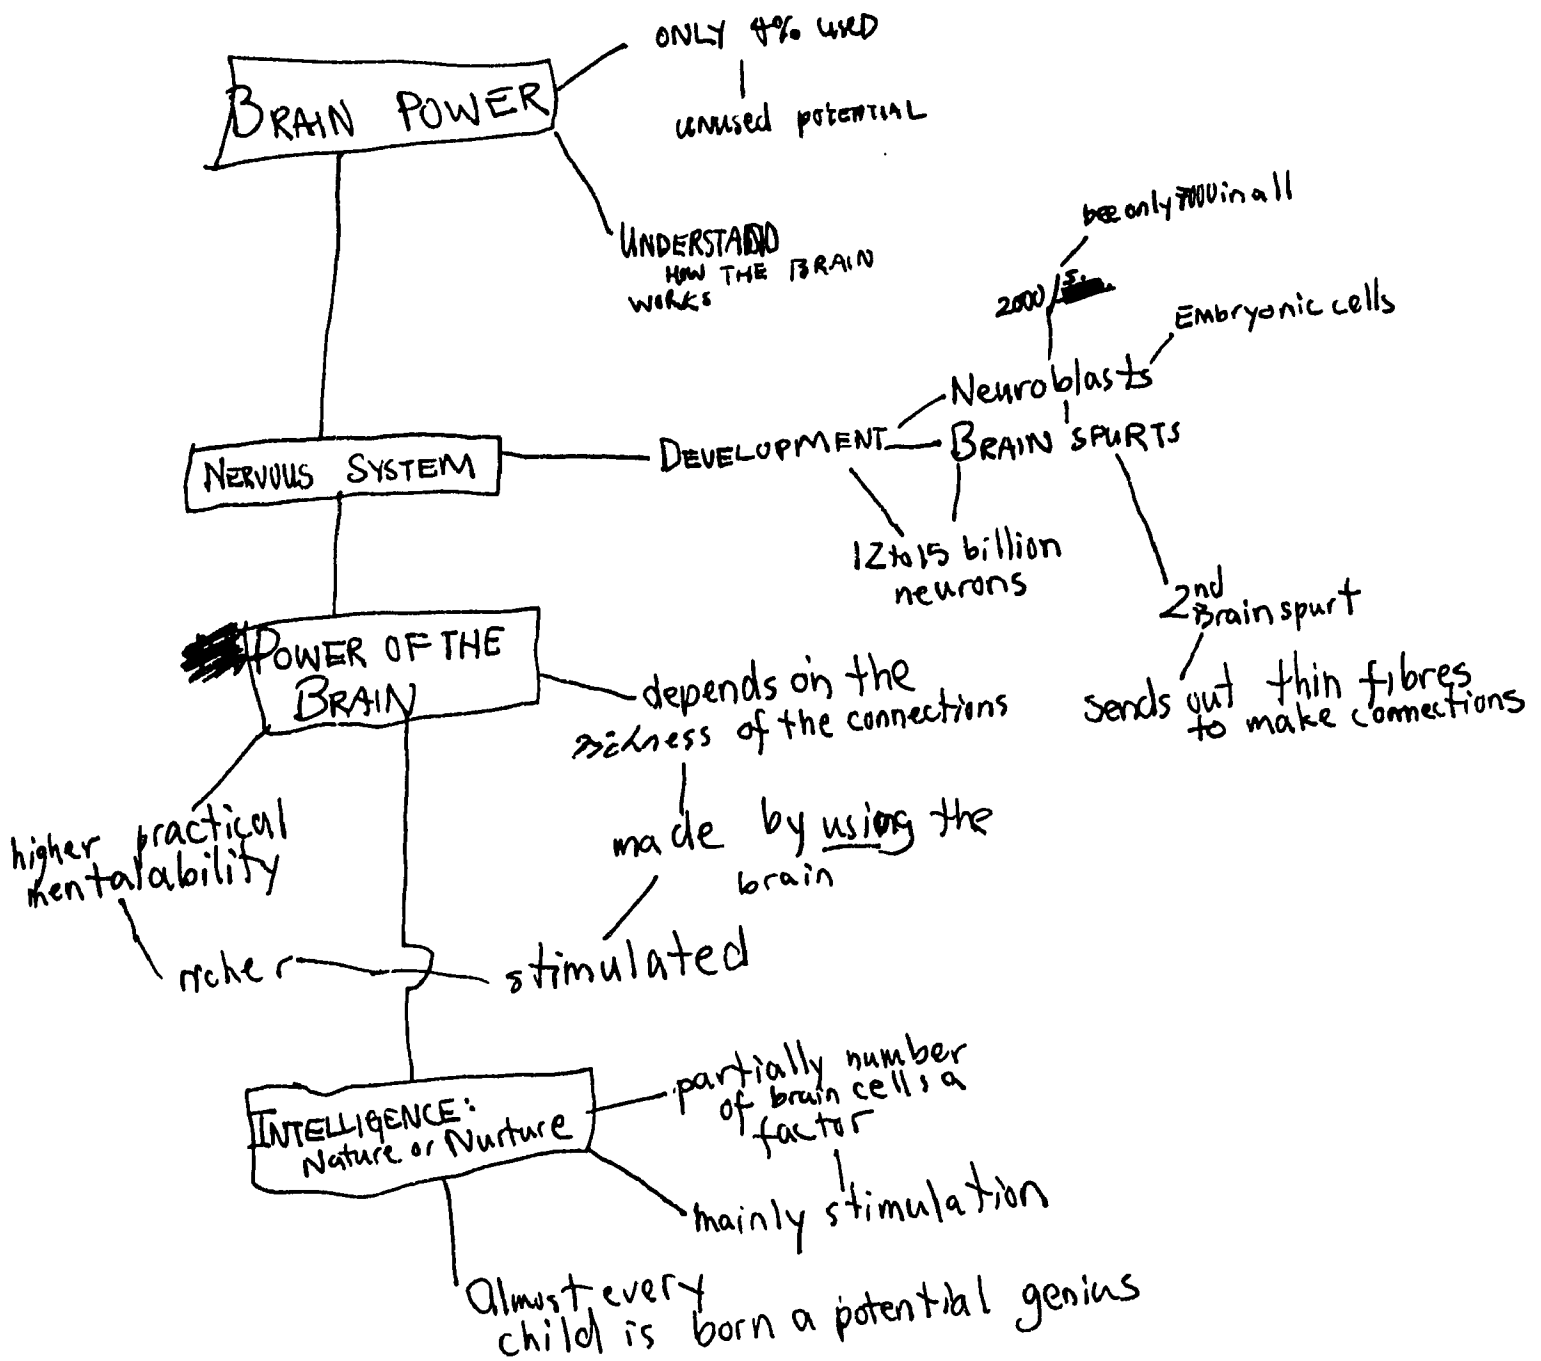 ONLY 4% USED
unused potential
BRAIN POWER
UNDERSTAND
HOW THE BRAIN
WORKS
bee only 7000 in all
2000/s.
Embryonic cells
Neuroblasts
DEVELOPMENT
BRAIN SPURTS
NERVOUS SYSTEM
12 to 15 billion
neurons
2nd
Brain spurt
sends out thin fibres
to make connections
POWER OF THE
BRAIN
depends on the
richness of the connections
higher practical
mental ability
made by using the
brain
richer
stimulated
INTELLIGENCE:
Nature or Nurture
partially number
of brain cells a
factor
mainly stimulation
Almost every
child is born a potential genius